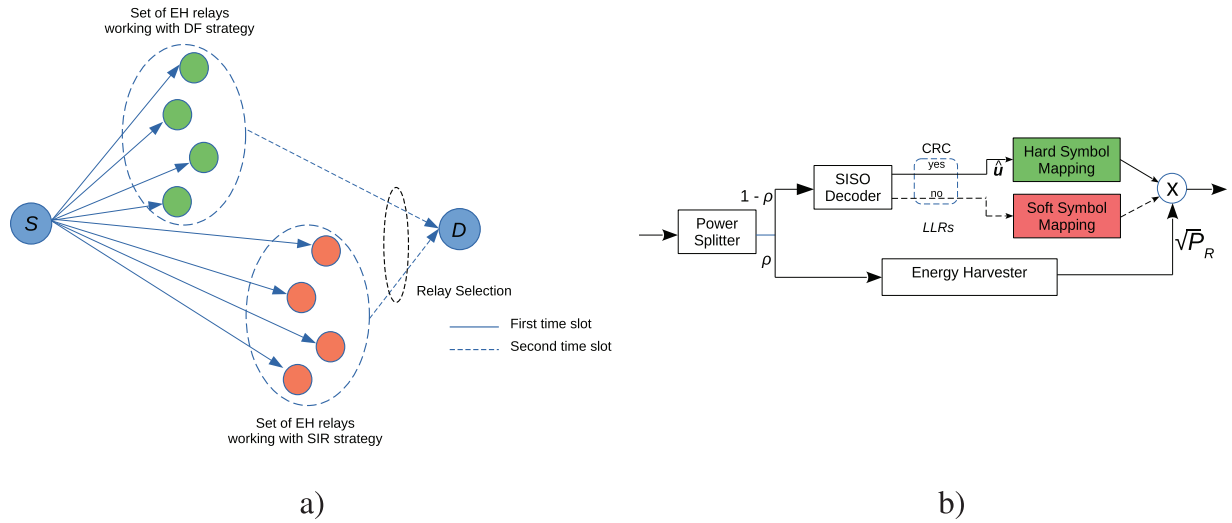 Set of EH relays
working with DF strategy
S
D
Relay Selection
First time slot
Second time slot
Set of EH relays
working with SIR strategy
a)
Power
Splitter
1 - ρ
ρ
SISO
Decoder
CRC
yes
no
LLRs
û
Hard Symbol
Mapping
Soft Symbol
Mapping
Energy Harvester
X
√P_R
b)